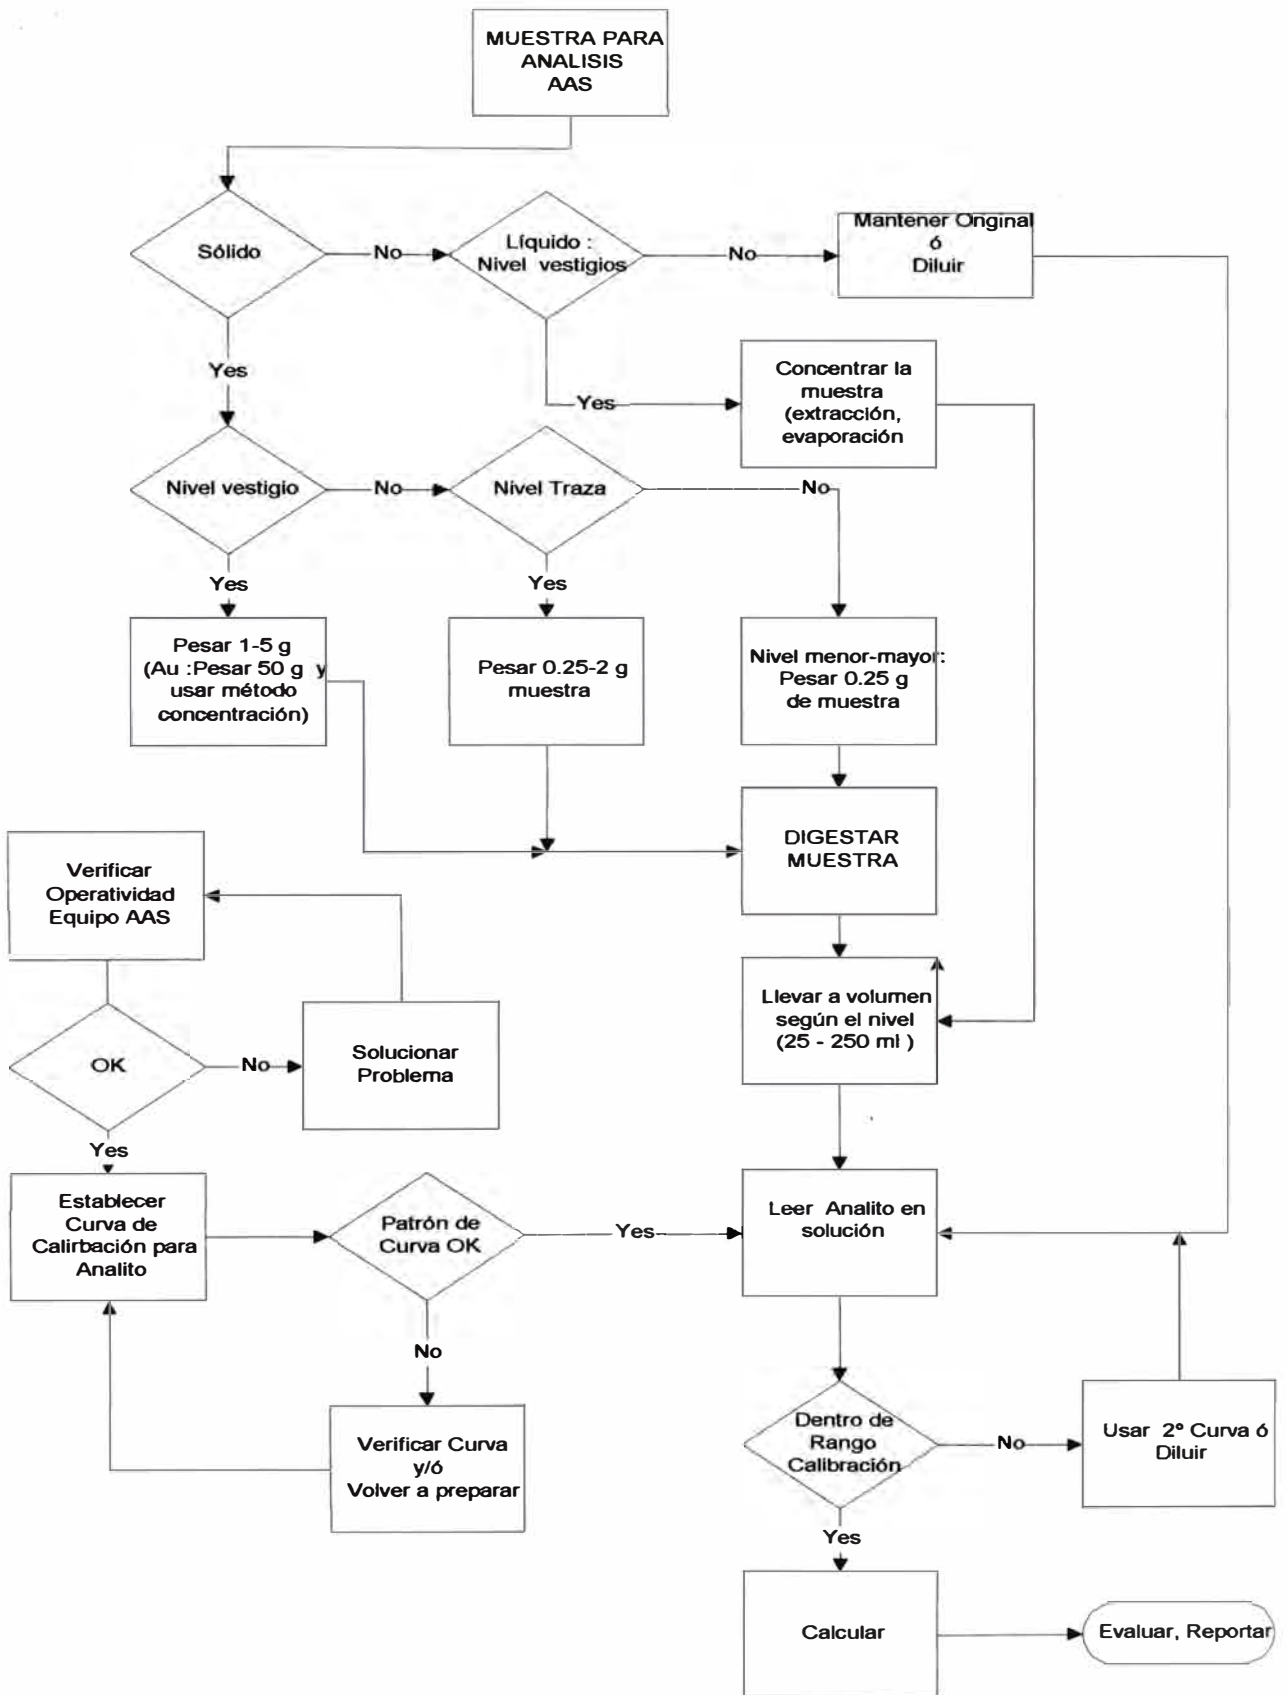 MUESTRA PARA
ANALISIS
AAS
Sólido
No
Líquido :
Nivel vestigios
No
Mantener Original
ó
Diluir
Yes
Yes
Concentrar la
muestra
(extracción,
evaporación
Nivel vestigio
No
Nivel Traza
No
Yes
Yes
Pesar 1-5 g
(Au :Pesar 50 g y
usar método
concentración)
Pesar 0.25-2 g
muestra
Nivel menor-mayor:
Pesar 0.25 g
de muestra
DIGESTAR
MUESTRA
Verificar
Operatividad
Equipo AAS
Llevar a volumen
según el nivel
(25 - 250 ml )
OK
No
Solucionar
Problema
Yes
Establecer
Curva de
Calirbación para
Analito
Patrón de
Curva OK
Yes
Leer Analito en
solución
No
Verificar Curva
y/ó
Volver a preparar
Dentro de
Rango
Calibración
No
Usar 2º Curva ó
Diluir
Yes
Calcular
Evaluar, Reportar